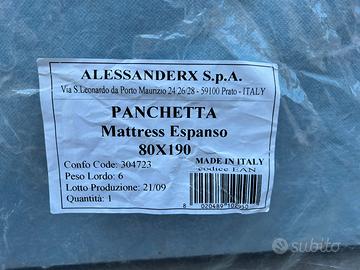 ALESSANDERX S.p.A.
Via S.Leonardo da Porto Maurizio 24/26/28 - 59100 Prato - ITALY
PANCHETTA
Mattress Espanso
80X190
Confo Code: 304723
MADE IN ITALY
Peso Lordo: 6
codice EAN
Lotto Produzione: 21/09
Quantità: 1
subito